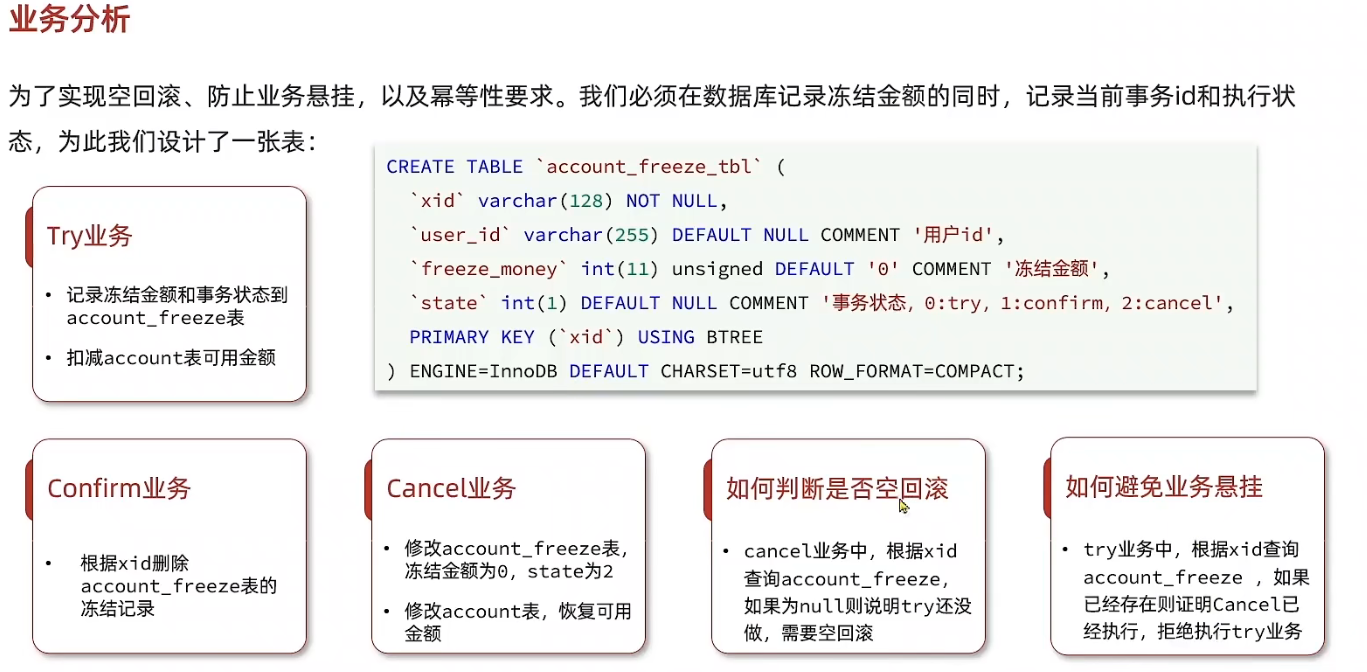 业务分析
为了实现空回滚、防止业务悬挂，以及幂等性要求。我们必须在数据库记录冻结金额的同时，记录当前事务id和执行状
态，为此我们设计了一张表：
CREATE TABLE `account_freeze_tbl` (
`xid` varchar(128) NOT NULL,
`user_id` varchar(255) DEFAULT NULL COMMENT '用户id',
`freeze_money` int(11) unsigned DEFAULT '0' COMMENT '冻结金额',
`state` int(1) DEFAULT NULL COMMENT '事务状态，0:try，1:confirm，2:cancel',
PRIMARY KEY (`xid`) USING BTREE
) ENGINE=InnoDB DEFAULT CHARSET=utf8 ROW_FORMAT=COMPACT;
Try业务
• 记录冻结金额和事务状态到
account_freeze表
• 扣减account表可用金额
Confirm业务
• 根据xid删除
account_freeze表的
冻结记录
Cancel业务
• 修改account_freeze表，
冻结金额为0，state为2
• 修改account表，恢复可用
金额
如何判断是否空回滚
• cancel业务中，根据xid
查询account_freeze，
如果为null则说明try还没
做，需要空回滚
如何避免业务悬挂
• try业务中，根据xid查询
account_freeze ，如果
已经存在则证明Cancel已
经执行，拒绝执行try业务